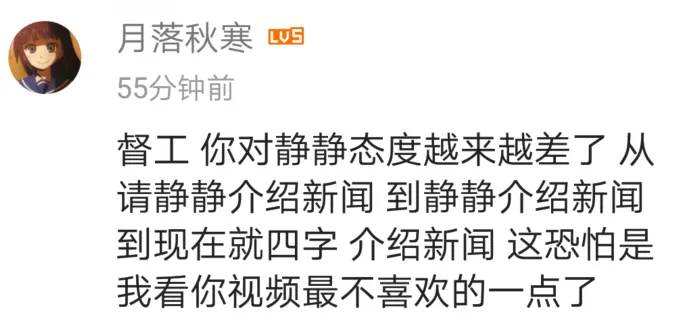 月落秋寒 LV5
55分钟前
督工 你对静静态度越来越差了 从
请静静介绍新闻 到静静介绍新闻
到现在就四字 介绍新闻 这恐怕是
我看你视频最不喜欢的一点了